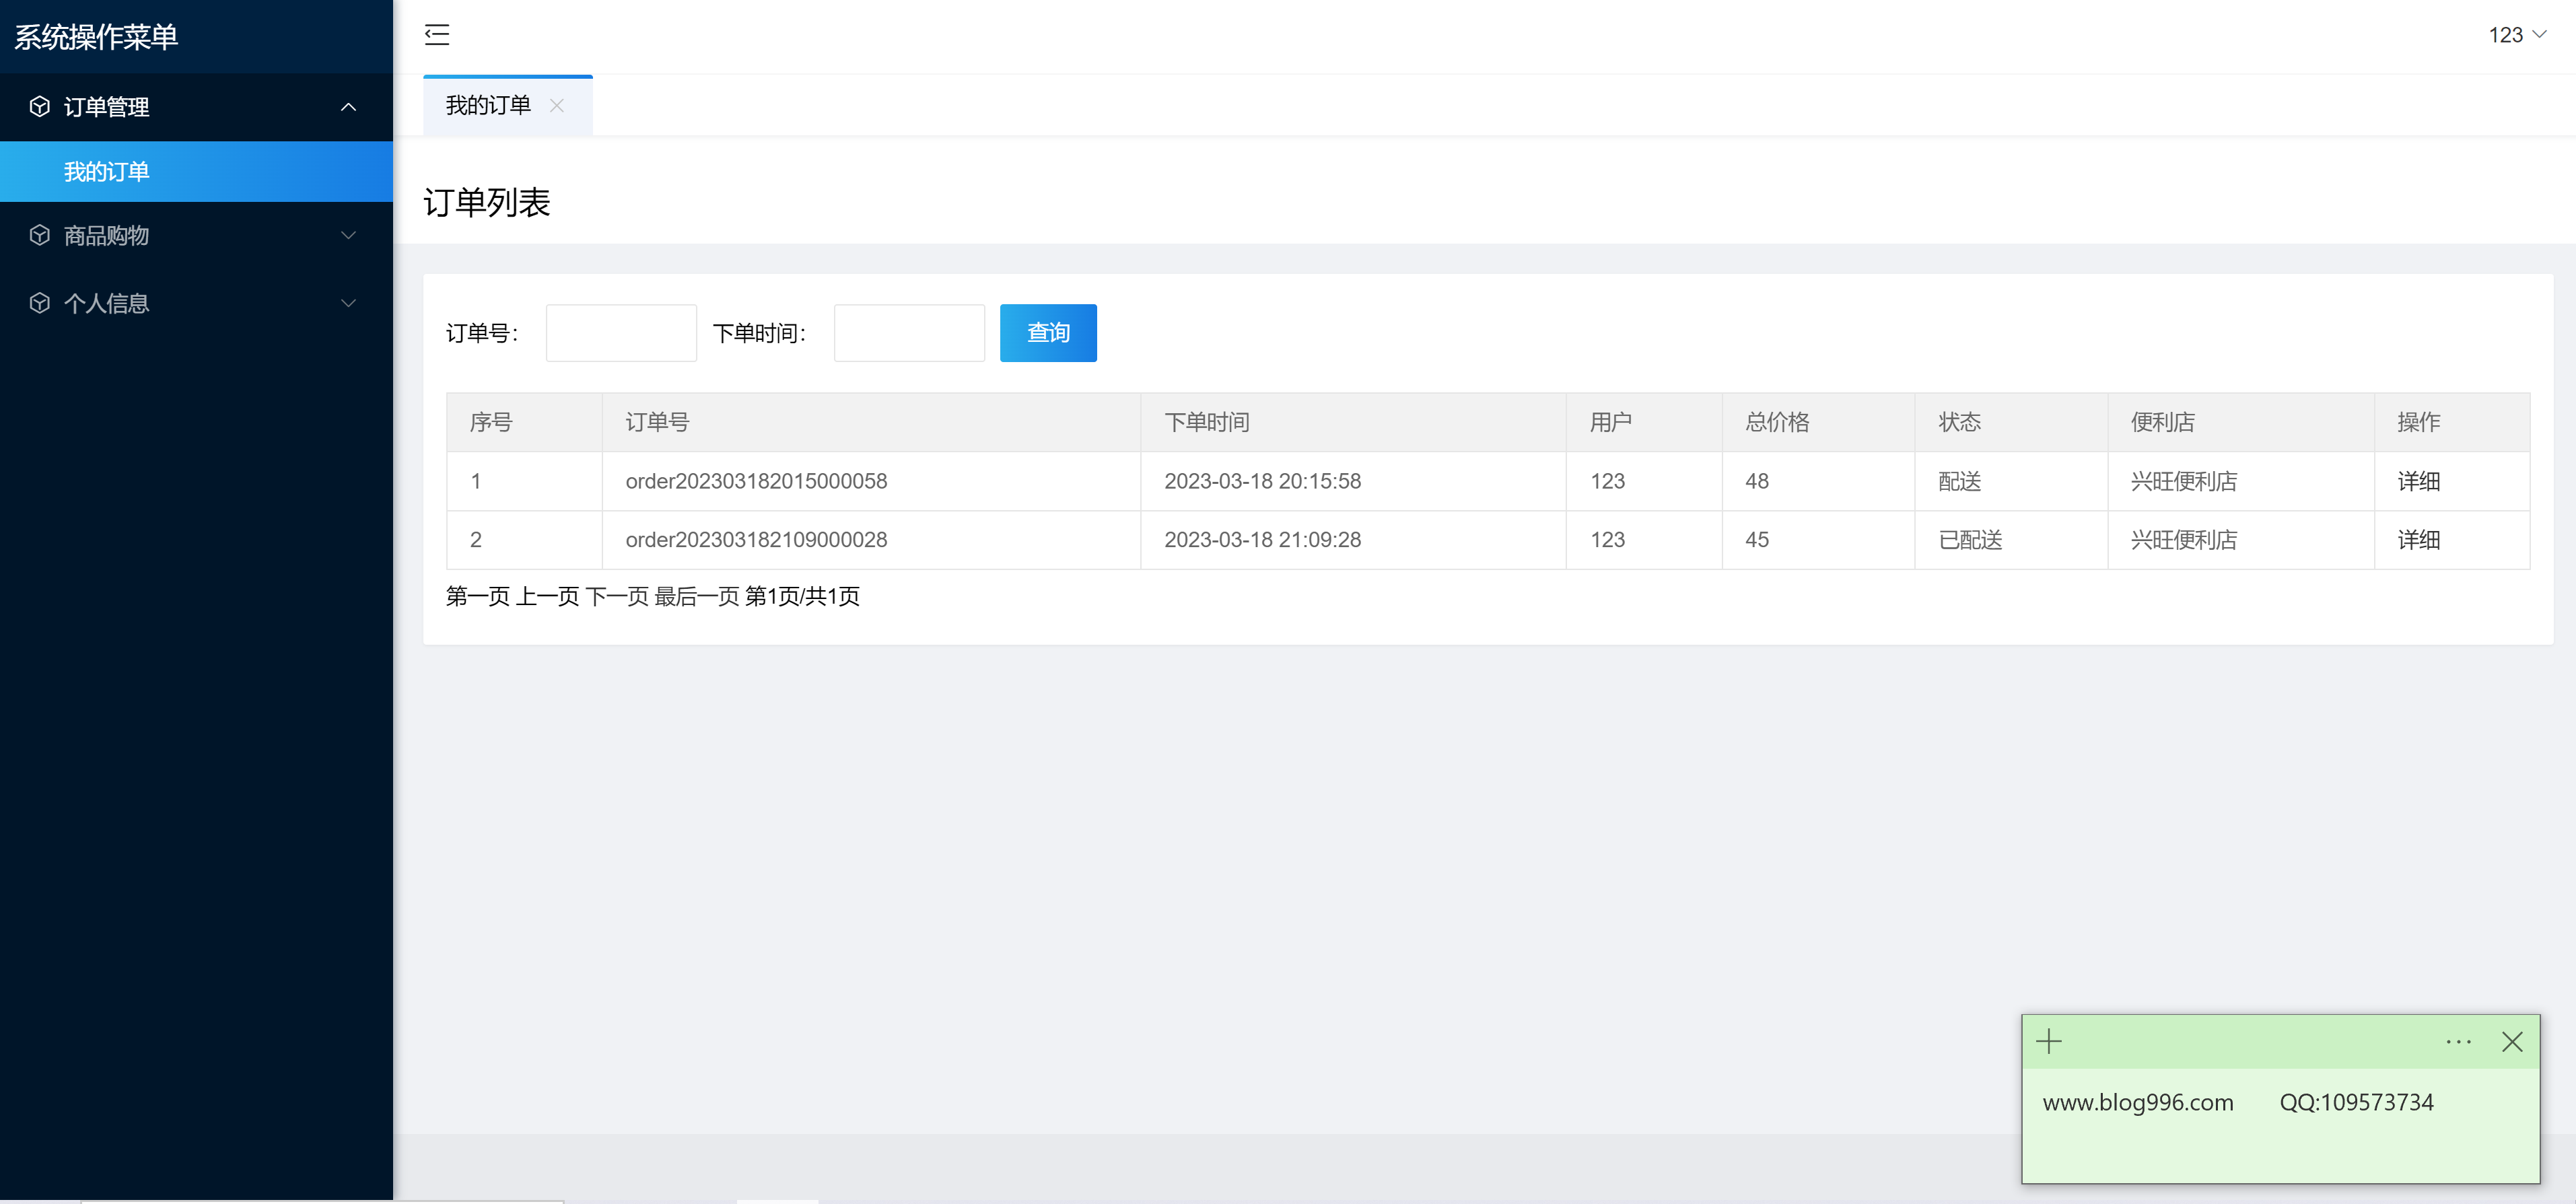 系统操作菜单
123
订单管理
我的订单
我的订单
商品购物
订单列表
个人信息
订单号： 下单时间： 查询
序号 订单号 下单时间 用户 总价格 状态 便利店 操作
1 order202303182015000058 2023-03-18 20:15:58 123 48 配送 兴旺便利店 详细
2 order202303182109000028 2023-03-18 21:09:28 123 45 已配送 兴旺便利店 详细
第一页 上一页 下一页 最后一页 第1页/共1页
www.blog996.com QQ:109573734